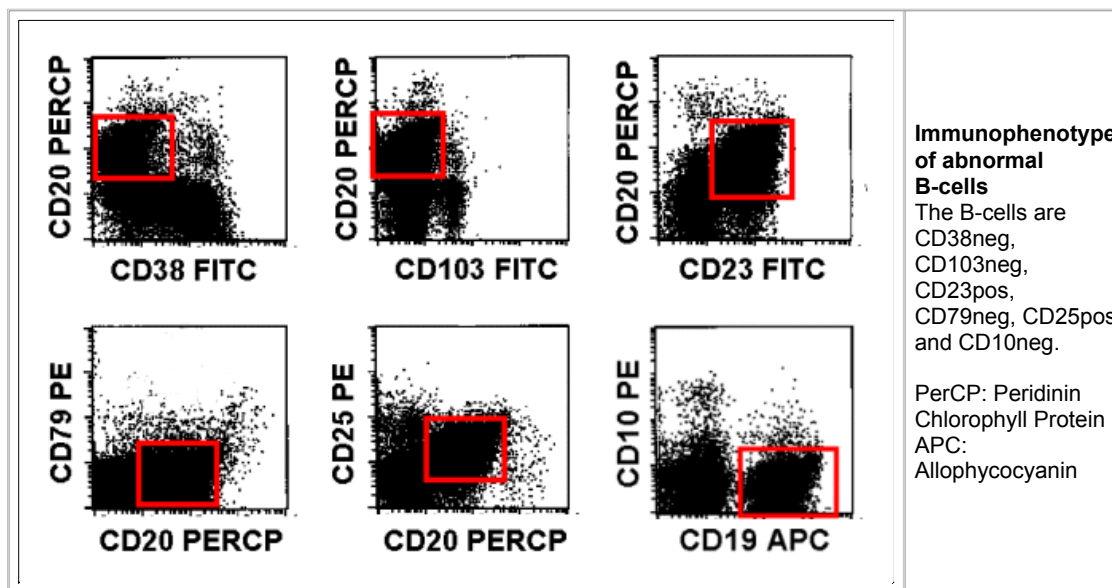 CD20 PERCP
CD38 FITC
CD20 PERCP
CD103 FITC
CD20 PERCP
CD23 FITC
CD79 PE
CD20 PERCP
CD25 PE
CD20 PERCP
CD10 PE
CD19 APC
Immunophenotype
of abnormal
B-cells
The B-cells are
CD38neg,
CD103neg,
CD23pos,
CD79neg, CD25pos
and CD10neg.
PerCP: Peridinin
Chlorophyll Protein
APC:
Allophycocyanin